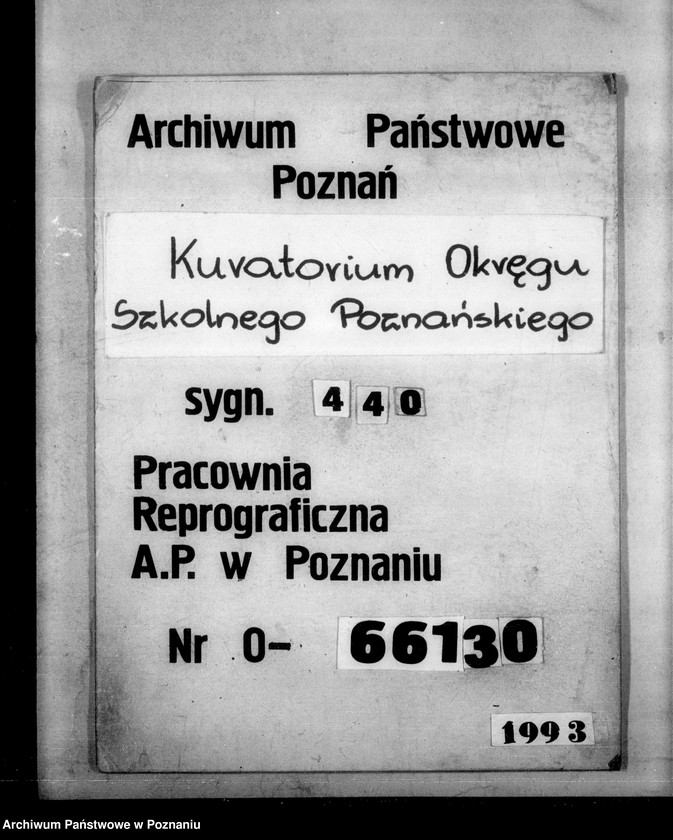 Archiwum Państwowe
Poznań
Kuratorium Okręgu
Szkolnego Poznańskiego
sygn. 440
Pracownia
Reprograficzna
A.P. w Poznaniu
Nr 0- 66130
1993
Archiwum Państwowe w Poznaniu